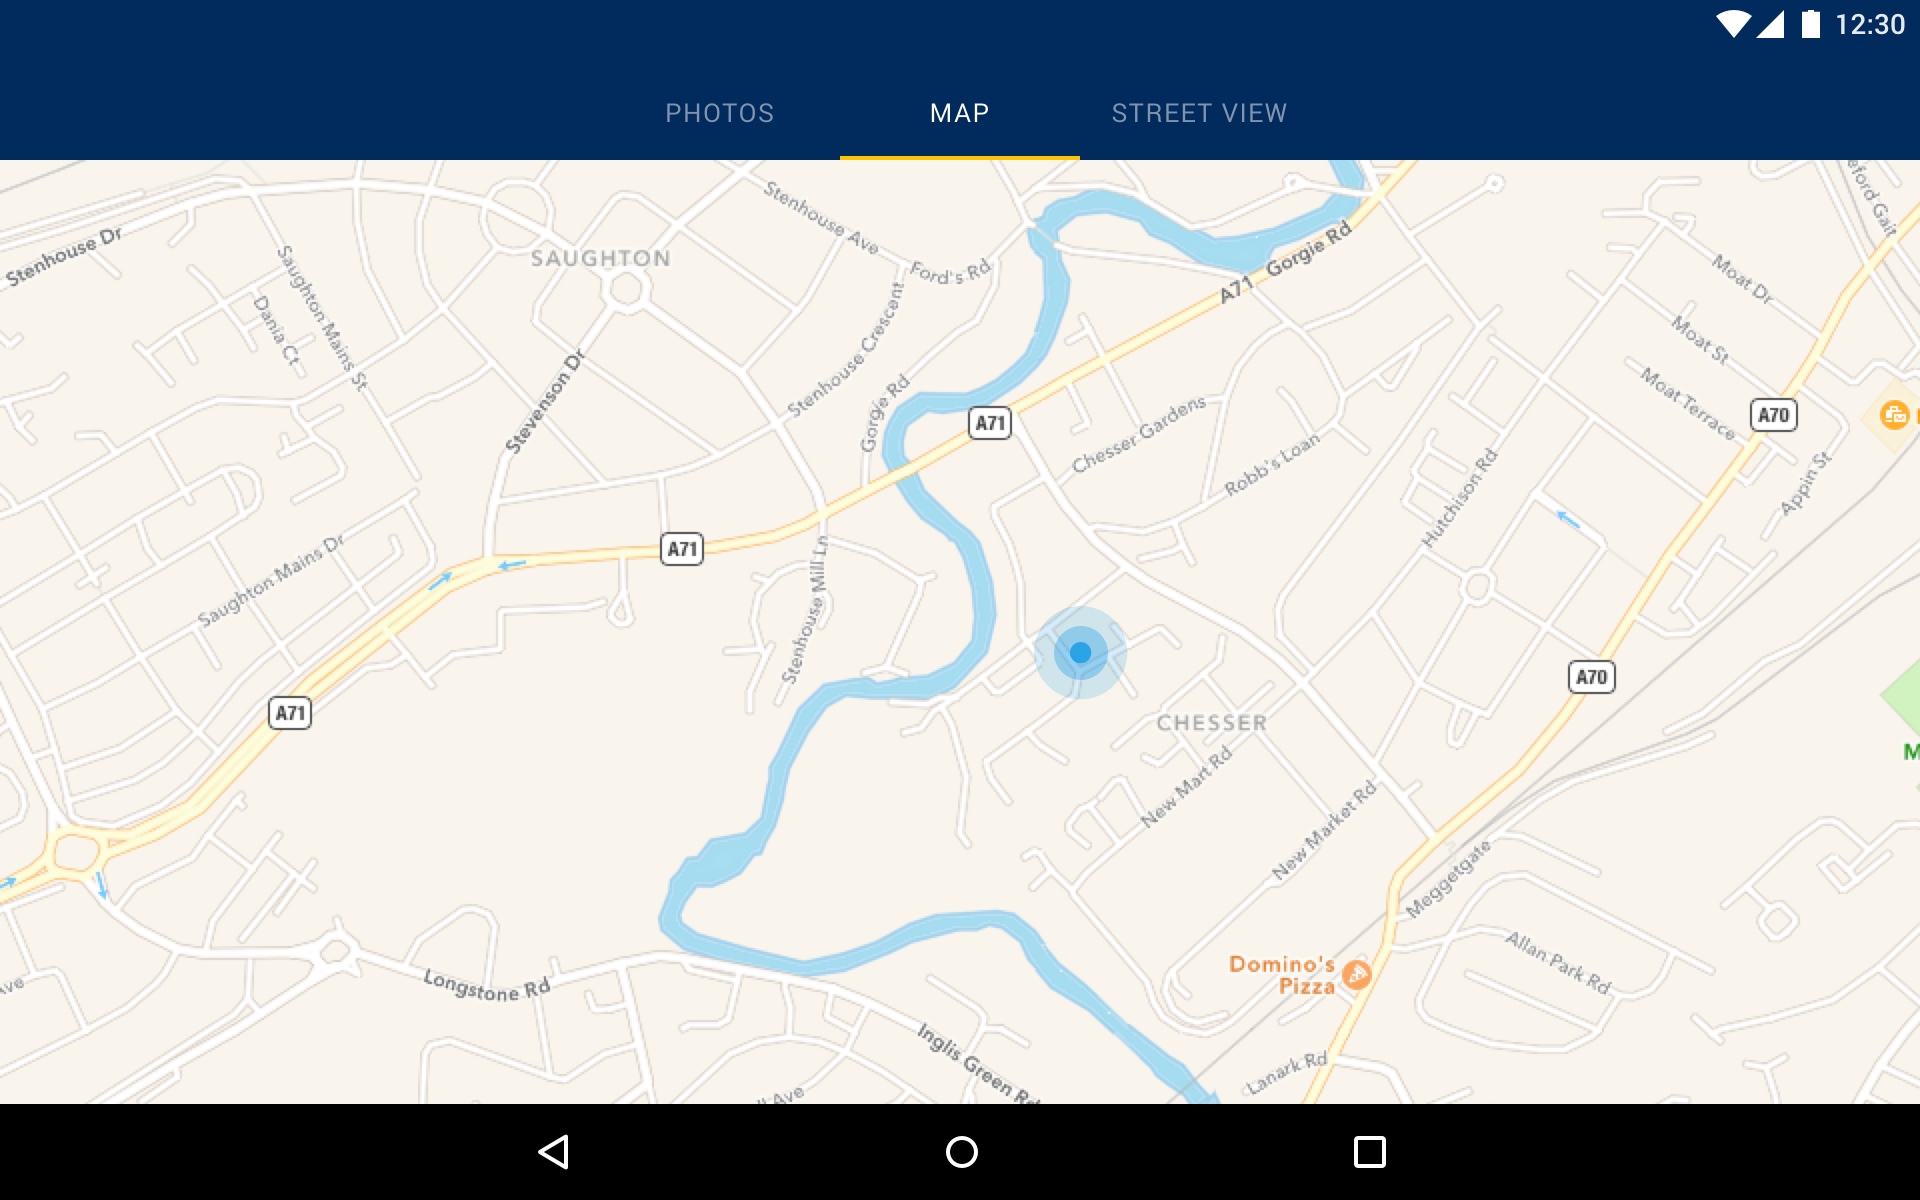 12:30
PHOTOS
MAP
STREET VIEW
Stenhouse Dr
SAUGHTON
Saughton Mains St
Dania Ct
Stevenson Dr
Stenhouse Ave
Ford's Rd
Stenhouse Crescent
Gorgie Rd
A71
Gorgie Rd
A71
Chesser Gardens
Robb's Loan
Hutchison Rd
Moat Dr
Moat St
Moat Terrace
A70
Appin St
Saughton Mains Dr
A71
Stenhouse Mill Ln
A71
A70
CHESSER
New Mart Rd
New Market Rd
Meggetgate
Allan Park Rd
Domino's
Pizza
Longstone Rd
Inglis Green Rd
Lanark Rd
Ave